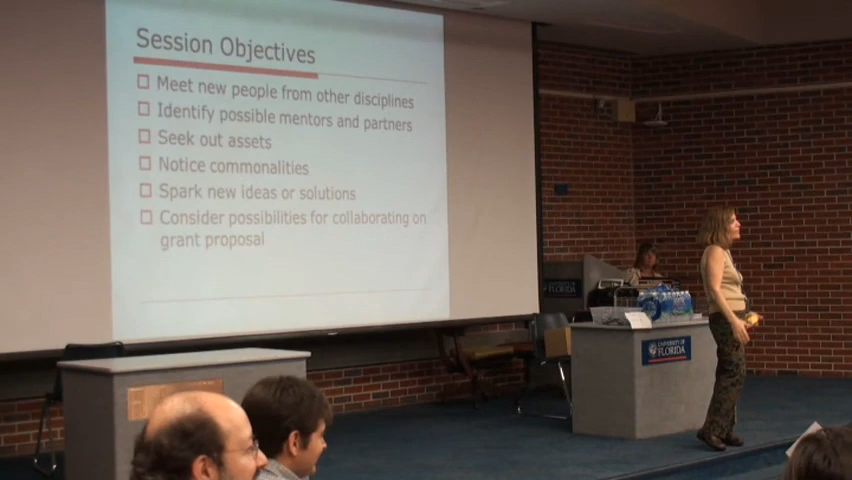 Session Objectives
Meet new people from other disciplines
Identify possible mentors and partners
Seek out assets
Notice commonalities
Spark new ideas or solutions
Consider possibilities for collaborating on
grant proposal
UNIVERSITY of
FLORIDA
FLORIDA